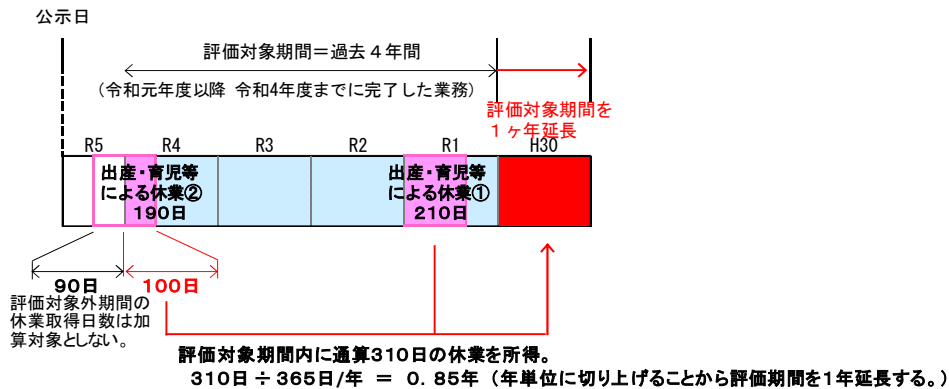 公示日
評価対象期間＝過去４年間
（令和元年度以降 令和4年度までに完了した業務）
評価対象期間を
１ヶ年延長
R5 R4 R3 R2 R1 H30
出産・育児等
による休業②
190日
出産・育児等
による休業①
210日
90日
100日
評価対象外期間の
休業取得日数は加
算対象としない。
評価対象期間内に通算310日の休業を所得。
310日 ÷ 365日/年 ＝ ０．８５年 （年単位に切り上げることから評価期間を1年延長する。）